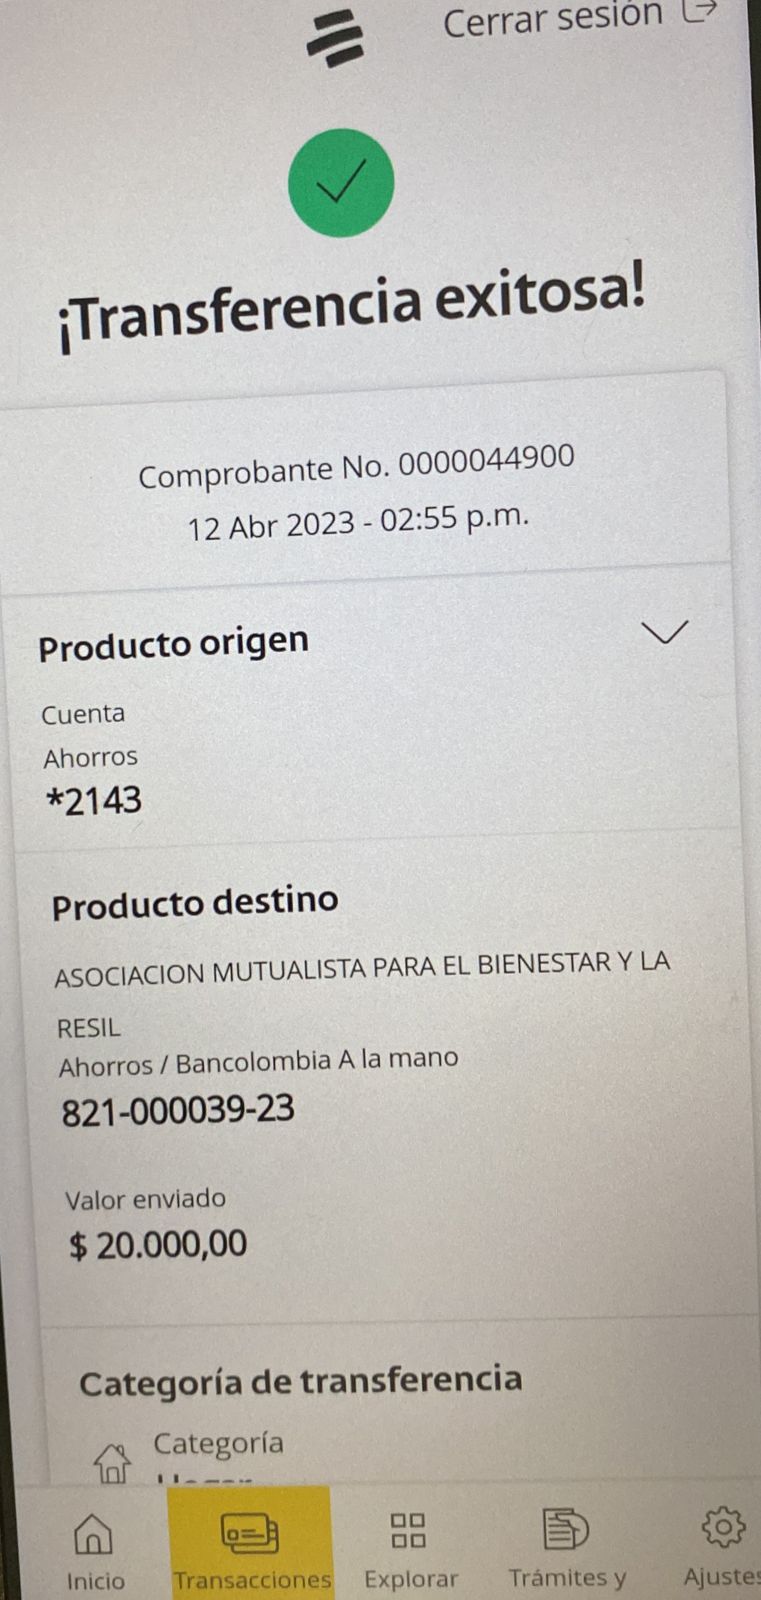 Cerrar sesión
¡Transferencia exitosa!
Comprobante No. 0000044900
12 Abr 2023 - 02:55 p.m.
Producto origen
Cuenta
Ahorros
*2143
Producto destino
ASOCIACION MUTUALISTA PARA EL BIENESTAR Y LA
RESIL
Ahorros / Bancolombia A la mano
821-000039-23
Valor enviado
$ 20.000,00
Categoría de transferencia
Categoría
Inicio
Transacciones
Explorar
Trámites y
Ajustes